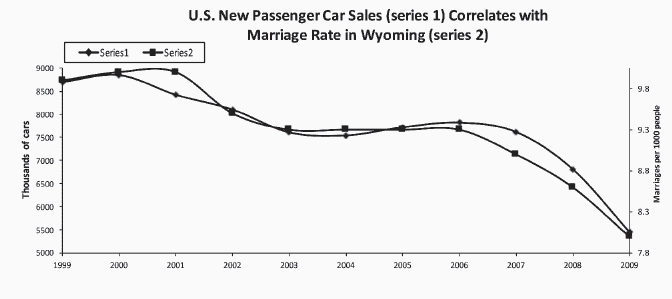 U.S. New Passenger Car Sales (series 1) Correlates with
Marriage Rate in Wyoming (series 2)
Series1 Series2
9000
8500
8000
7500
7000
6500
6000
5500
5000
Thousands of cars
9.8
9.3
8.8
8.3
7.8
Marriages per 1000 people
1999 2000 2001 2002 2003 2004 2005 2006 2007 2008 2009